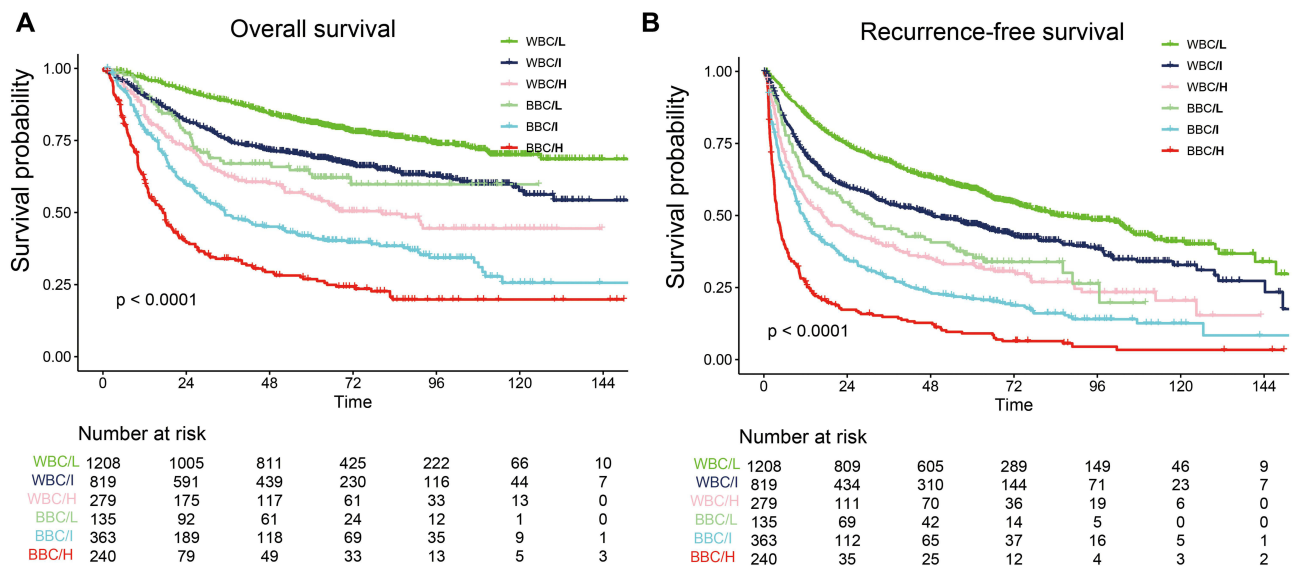 A
Overall survival
WBC/L
WBC/I
WBC/H
BBC/L
BBC/I
BBC/H
Survival probability
1.00
0.75
0.50
0.25
0.00
p < 0.0001
0 24 48 72 96 120 144
Time
Number at risk
WBC/L 1208 1005 811 425 222 66 10
WBC/I 819 591 439 230 116 44 7
WBC/H 279 175 117 61 33 13 0
BBC/L 135 92 61 24 12 1 0
BBC/I 363 189 118 69 35 9 1
BBC/H 240 79 49 33 13 5 3
B
Recurrence-free survival
WBC/L
WBC/I
WBC/H
BBC/L
BBC/I
BBC/H
Survival probability
1.00
0.75
0.50
0.25
0.00
p < 0.0001
0 24 48 72 96 120 144
Time
Number at risk
WBC/L 1208 809 605 289 149 46 9
WBC/I 819 434 310 144 71 23 7
WBC/H 279 111 70 36 19 6 0
BBC/L 135 69 42 14 5 0 0
BBC/I 363 112 65 37 16 5 1
BBC/H 240 35 25 12 4 3 2